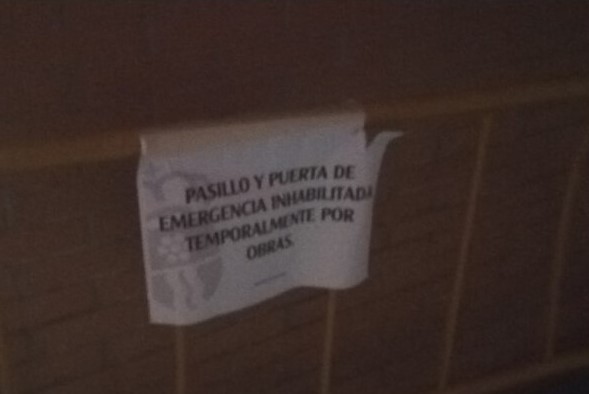 PASILLO Y PUERTA DE
EMERGENCIA INHABILITADA
TEMPORALMENTE POR
OBRAS.